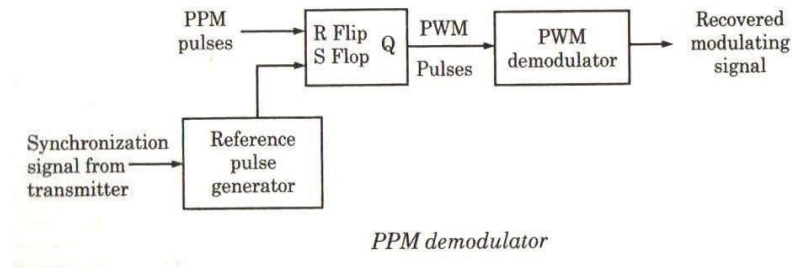 PPM
pulses
R Flip
S Flop
Q
PWM
Pulses
PWM
demodulator
Recovered
modulating
signal
Synchronization
signal from
transmitter
Reference
pulse
generator
PPM demodulator